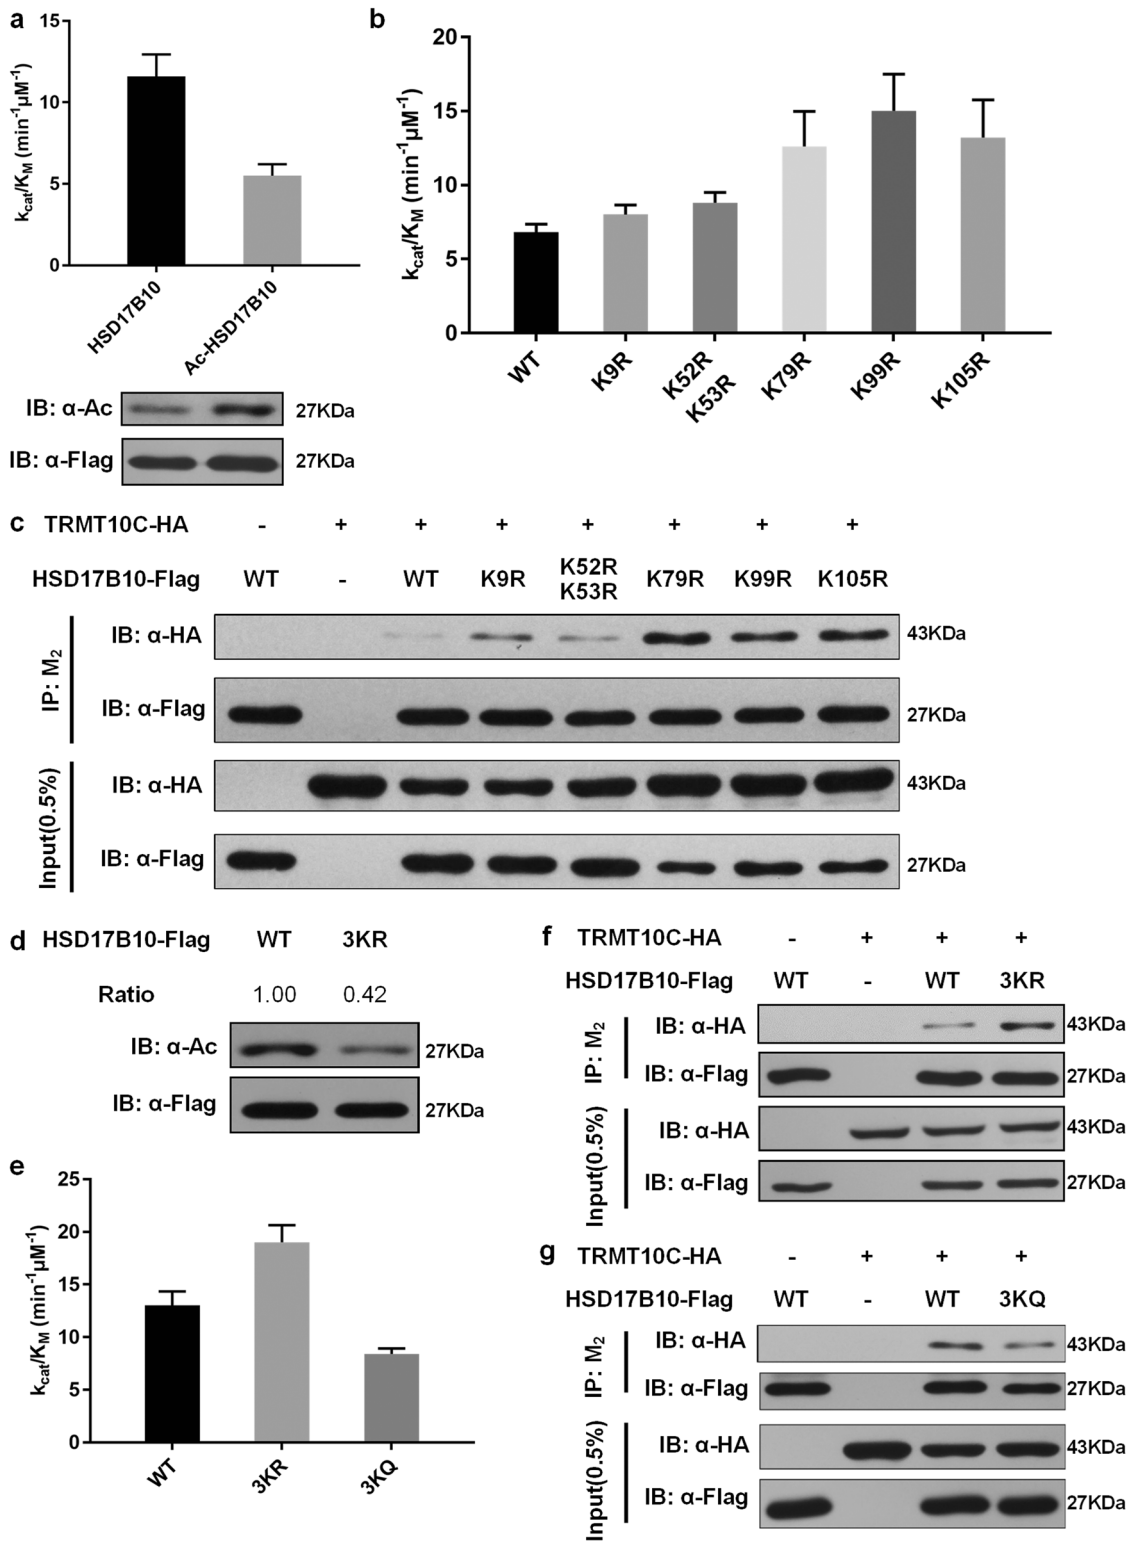 a
15
10
5
0
kcat/KM (min-1μM-1)
HSD17B10
Ac-HSD17B10
IB: α-Ac
27KDa
IB: α-Flag
27KDa
b
20
15
10
5
0
kcat/KM (min-1μM-1)
WT
K9R
K52R
K53R
K79R
K99R
K105R
c
TRMT10C-HA - + + + + + + +
HSD17B10-Flag WT - WT K9R K52R K53R K79R K99R K105R
IP: M2
IB: α-HA
43KDa
IB: α-Flag
27KDa
Input(0.5%)
IB: α-HA
43KDa
IB: α-Flag
27KDa
d
HSD17B10-Flag WT 3KR
Ratio 1.00 0.42
IB: α-Ac
27KDa
IB: α-Flag
27KDa
e
25
20
15
10
5
0
kcat/KM (min-1μM-1)
WT
3KR
3KQ
f
TRMT10C-HA - + + +
HSD17B10-Flag WT - WT 3KR
IP: M2
IB: α-HA
43KDa
IB: α-Flag
27KDa
Input(0.5%)
IB: α-HA
43KDa
IB: α-Flag
27KDa
g
TRMT10C-HA - + + +
HSD17B10-Flag WT - WT 3KQ
IP: M2
IB: α-HA
43KDa
IB: α-Flag
27KDa
Input(0.5%)
IB: α-HA
43KDa
IB: α-Flag
27KDa